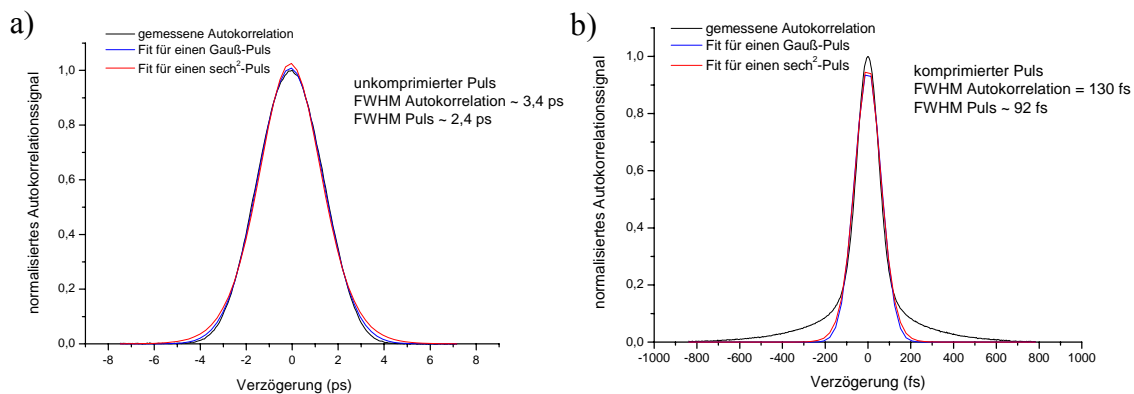 a)
gemessene Autokorrelation
Fit für einen Gauß-Puls
Fit für einen sech²-Puls
unkomprimierter Puls
FWHM Autokorrelation ~ 3,4 ps
FWHM Puls ~ 2,4 ps
normalisiertes Autokorrelationssignal
1,0
0,8
0,6
0,4
0,2
0,0
-8 -6 -4 -2 0 2 4 6 8
Verzögerung (ps)
b)
gemessene Autokorrelation
Fit für einen Gauß-Puls
Fit für einen sech²-Puls
komprimierter Puls
FWHM Autokorrelation = 130 fs
FWHM Puls ~ 92 fs
normalisiertes Autokorrelationssignal
1,0
0,8
0,6
0,4
0,2
0,0
-1000 -800 -600 -400 -200 0 200 400 600 800 1000
Verzögerung (fs)